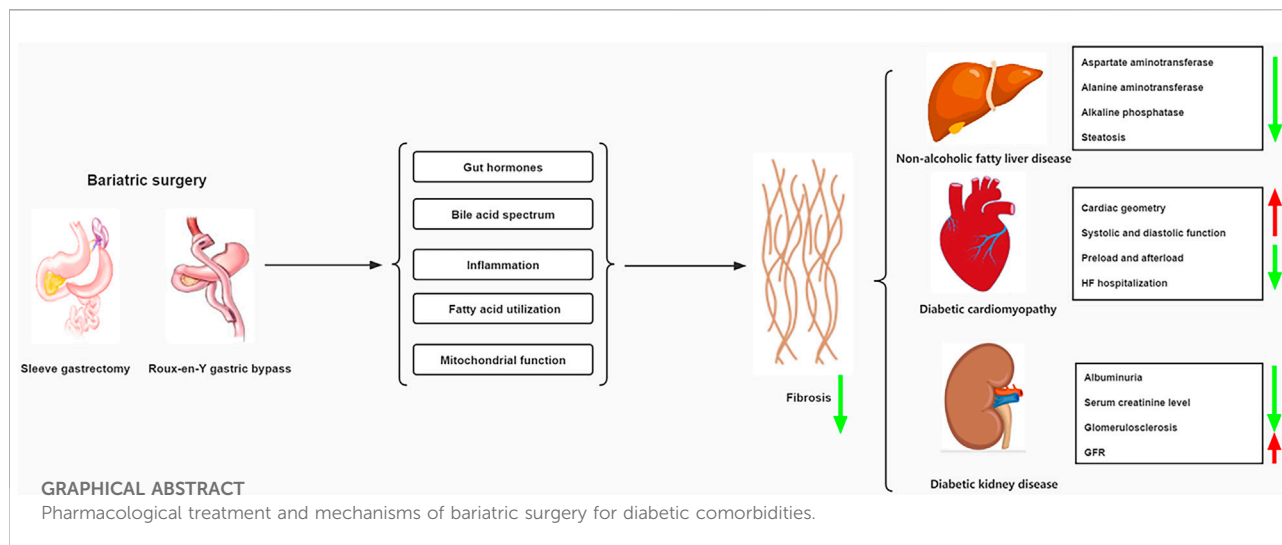 Bariatric surgery
Sleeve gastrectomy
Roux-en-Y gastric bypass
Gut hormones
Bile acid spectrum
Inflammation
Fatty acid utilization
Mitochondrial function
Fibrosis
Non-alcoholic fatty liver disease
Aspartate aminotransferase
Alanine aminotransferase
Alkaline phosphatase
Steatosis
Diabetic cardiomyopathy
Cardiac geometry
Systolic and diastolic function
Preload and afterload
HF hospitalization
Diabetic kidney disease
Albuminuria
Serum creatinine level
Glomerulosclerosis
GFR
GRAPHICAL ABSTRACT
Pharmacological treatment and mechanisms of bariatric surgery for diabetic comorbidities.